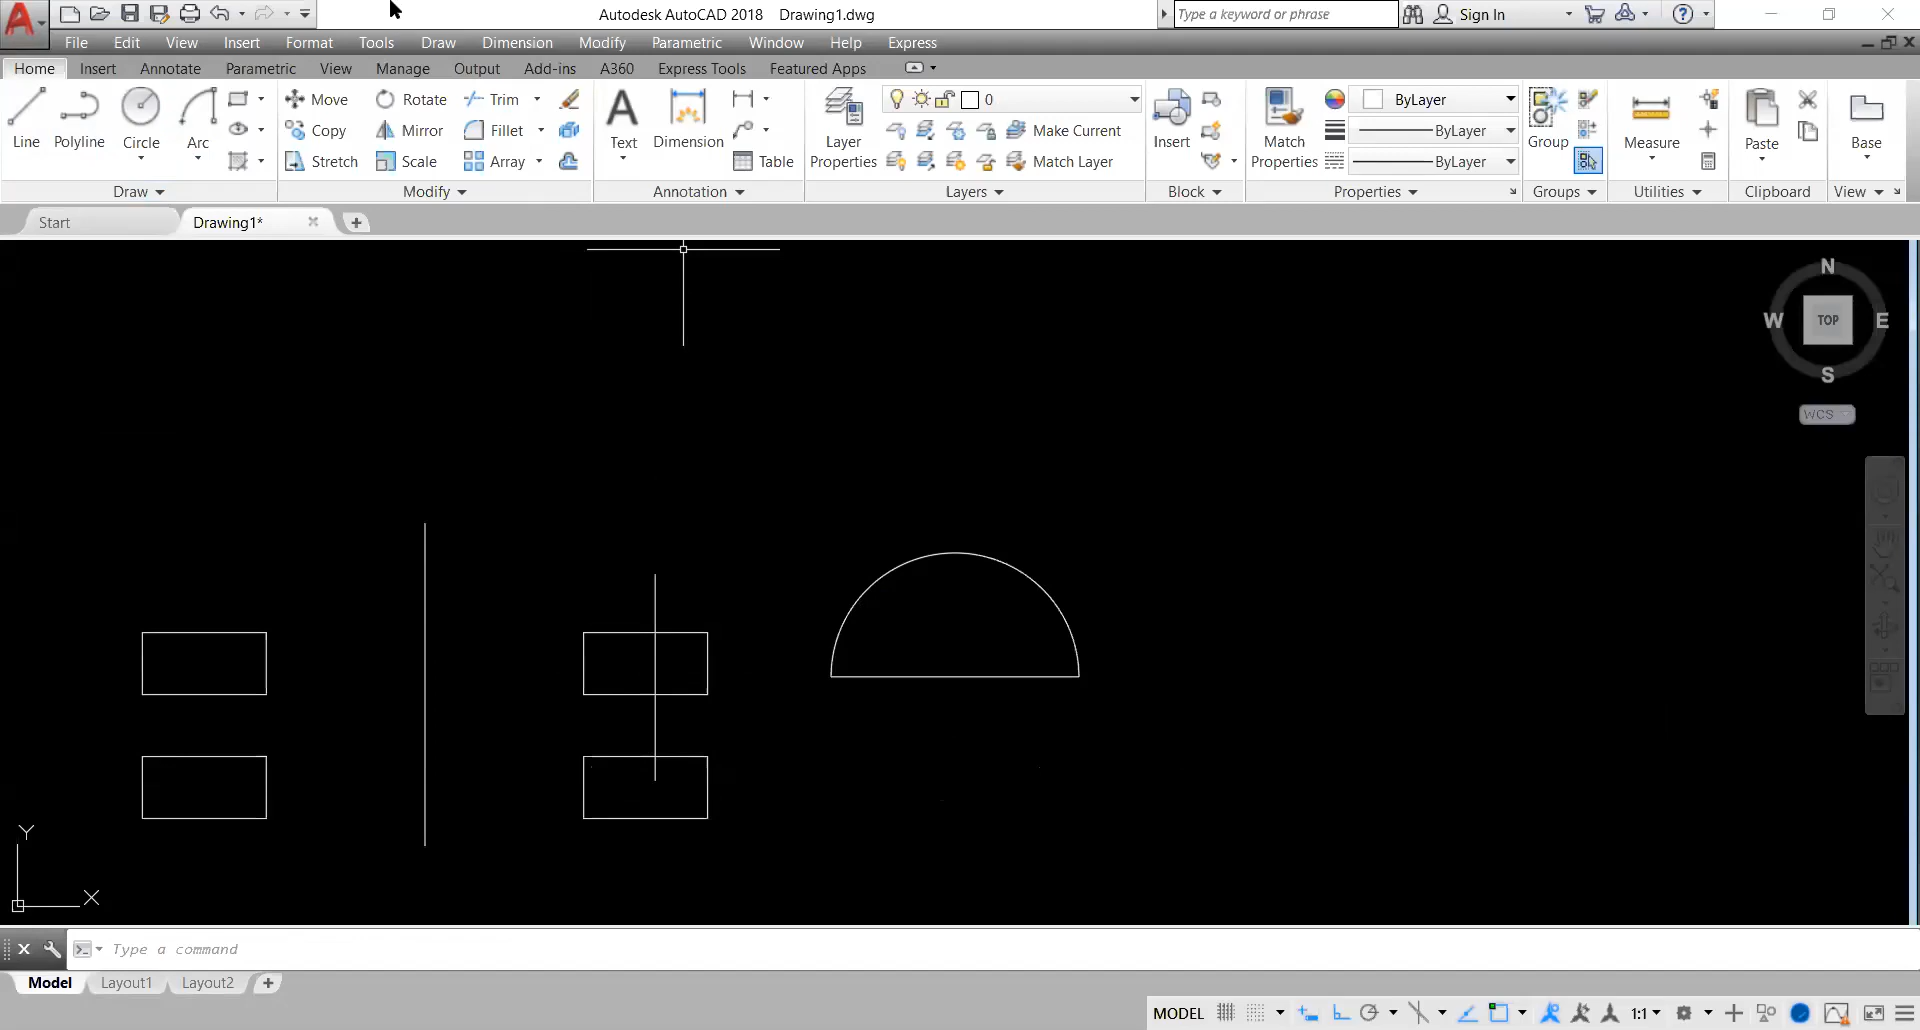 Autodesk AutoCAD 2018 Drawing1.dwg
Type a keyword or phrase
Sign In
File Edit View Insert Format Tools Draw Dimension Modify Parametric Window Help Express
Home Insert Annotate Parametric View Manage Output Add-ins A360 Express Tools Featured Apps
Line Polyline Circle Arc
Move Rotate Trim
Copy Mirror Fillet
Stretch Scale Array
Text Dimension Table
Layer Properties
0
Make Current
Match Layer
Insert
Match Properties
ByLayer
ByLayer
ByLayer
Group
Measure
Paste
Base
Draw Modify Annotation Layers Block Properties Groups Utilities Clipboard View
Start Drawing1*
N
W TOP E
S
WCS
Y
X
Type a command
Model Layout1 Layout2
MODEL 1:1